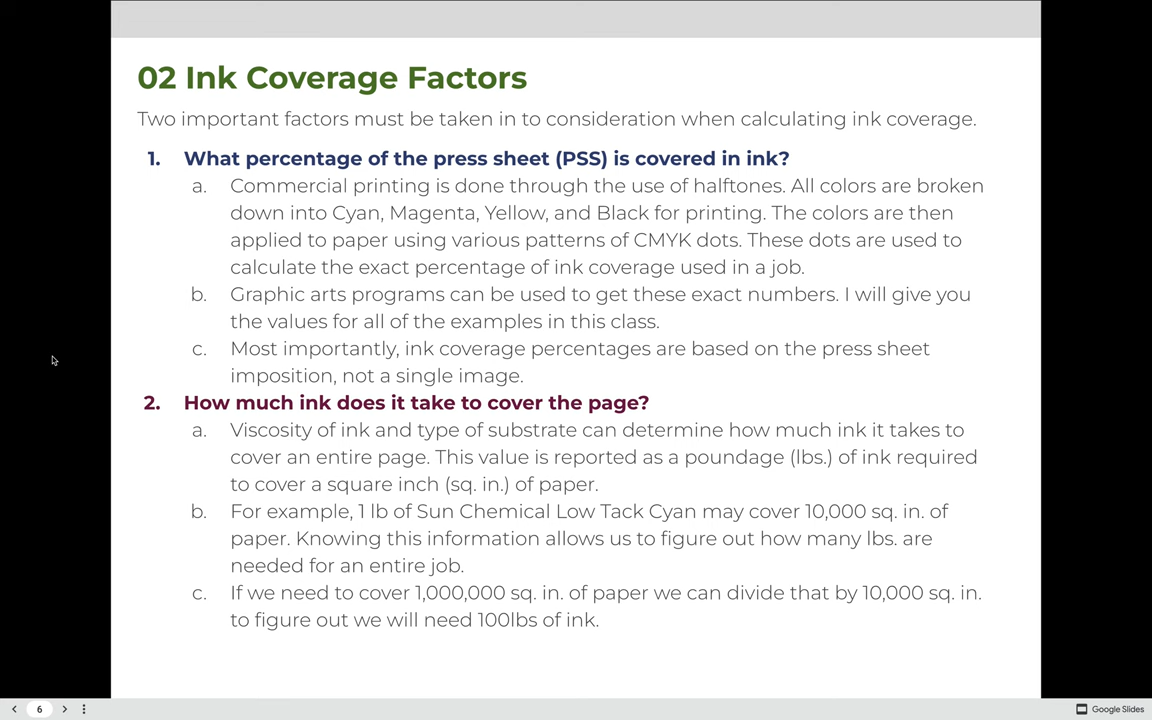 02 Ink Coverage Factors
Two important factors must be taken in to consideration when calculating ink coverage.
1. What percentage of the press sheet (PSS) is covered in ink?
a. Commercial printing is done through the use of halftones. All colors are broken
down into Cyan, Magenta, Yellow, and Black for printing. The colors are then
applied to paper using various patterns of CMYK dots. These dots are used to
calculate the exact percentage of ink coverage used in a job.
b. Graphic arts programs can be used to get these exact numbers. I will give you
the values for all of the examples in this class.
c. Most importantly, ink coverage percentages are based on the press sheet
imposition, not a single image.
2. How much ink does it take to cover the page?
a. Viscosity of ink and type of substrate can determine how much ink it takes to
cover an entire page. This value is reported as a poundage (lbs.) of ink required
to cover a square inch (sq. in.) of paper.
b. For example, 1 lb of Sun Chemical Low Tack Cyan may cover 10,000 sq. in. of
paper. Knowing this information allows us to figure out how many lbs. are
needed for an entire job.
c. If we need to cover 1,000,000 sq. in. of paper we can divide that by 10,000 sq. in.
to figure out we will need 100lbs of ink.
6
Google Slides